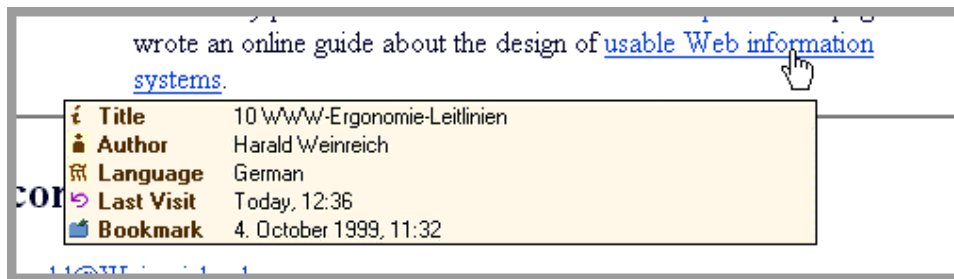 wrote an online guide about the design of usable Web information
systems.
Title 10 WWW-Ergonomie-Leitlinien
Author Harald Weinreich
Language German
Last Visit Today, 12:36
Bookmark 4. October 1999, 11:32